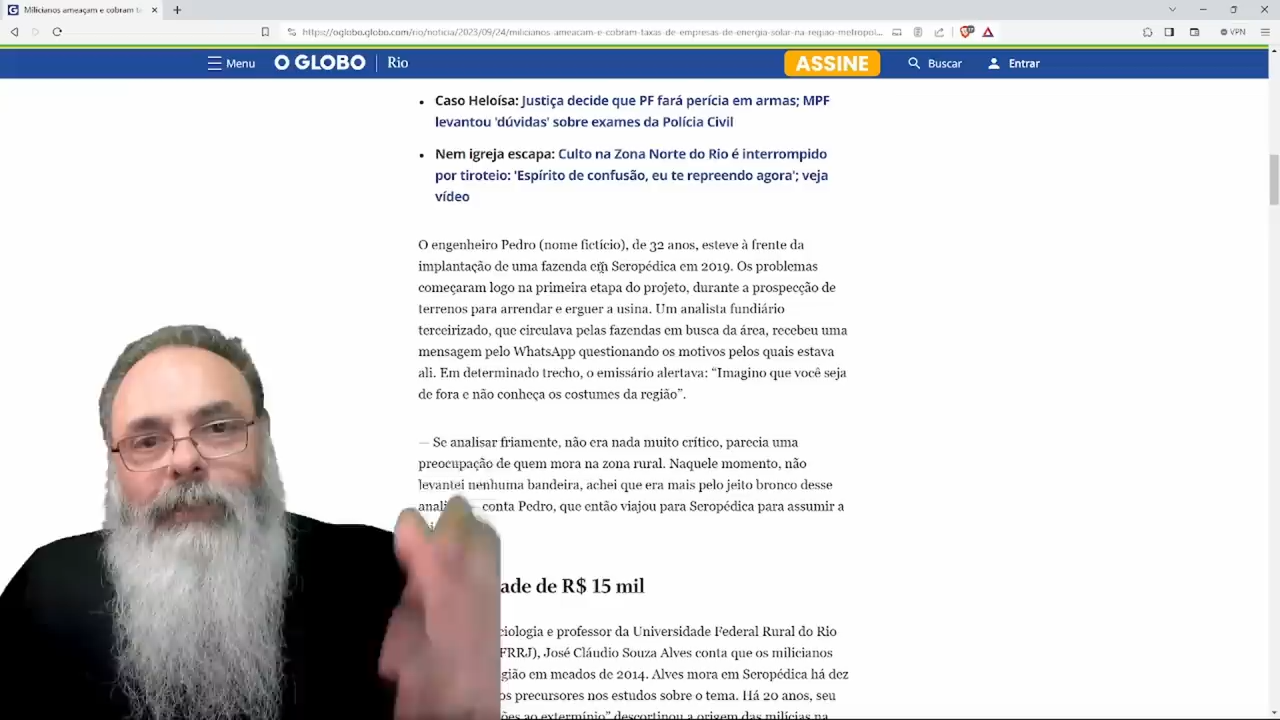 Milicianos ameaçam e cobram ta
https://oglobo.globo.com/rio/noticia/2023/09/24/milicianos-ameacam-e-cobram-taxas-de-empresas-de-energia-solar-na-regiao-metropol...
VPN
Menu
O GLOBO
Rio
ASSINE
Buscar
Entrar
• Caso Heloísa: Justiça decide que PF fará perícia em armas; MPF
levantou 'dúvidas' sobre exames da Polícia Civil
• Nem igreja escapa: Culto na Zona Norte do Rio é interrompido
por tiroteio: 'Espírito de confusão, eu te repreendo agora'; veja
vídeo
O engenheiro Pedro (nome fictício), de 32 anos, esteve à frente da
implantação de uma fazenda em Seropédica em 2019. Os problemas
começaram logo na primeira etapa do projeto, durante a prospecção de
terrenos para arrendar e erguer a usina. Um analista fundiário
terceirizado, que circulava pelas fazendas em busca da área, recebeu uma
mensagem pelo WhatsApp questionando os motivos pelos quais estava
ali. Em determinado trecho, o emissário alertava: “Imagino que você seja
de fora e não conheça os costumes da região”.
— Se analisar friamente, não era nada muito crítico, parecia uma
preocupação de quem mora na zona rural. Naquele momento, não
levantei nenhuma bandeira, achei que era mais pelo jeito bronco desse
anali — conta Pedro, que então viajou para Seropédica para assumir a
ade de R$ 15 mil
ciologia e professor da Universidade Federal Rural do Rio
FRRJ), José Cláudio Souza Alves conta que os milicianos
gião em meados de 2014. Alves mora em Seropédica há dez
os precursores nos estudos sobre o tema. Há 20 anos, seu
ões ao extermínio” descortinou a origem das milícias na